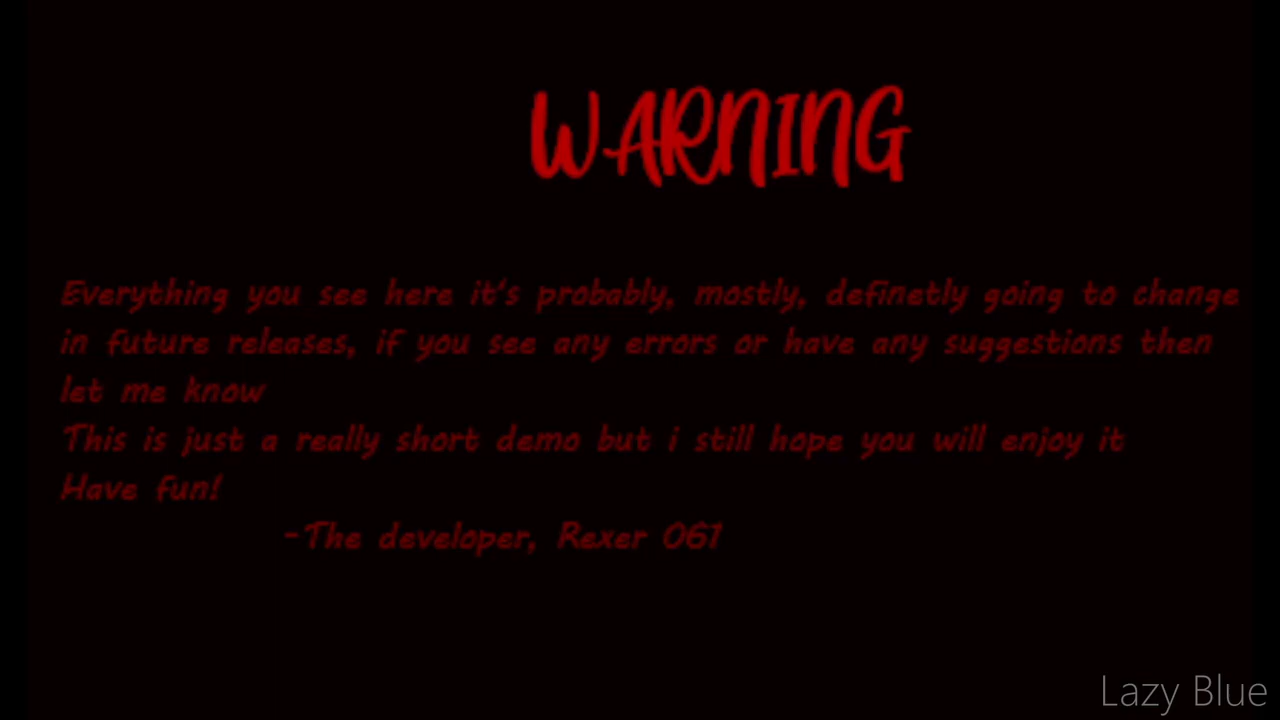 WARNING
Everything you see here it's probably, mostly, definetly going to change
in future releases, if you see any errors or have any suggestions then
let me know
This is just a really short demo but i still hope you will enjoy it
Have fun!
-The developer, Rexer 061
Lazy Blue